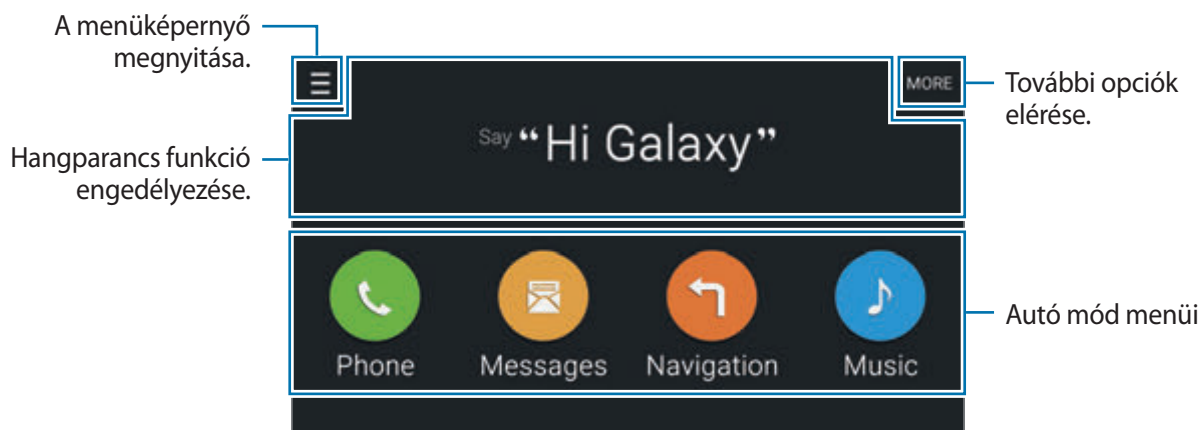 A menüképernyő
megnyitása.
MORE
További opciók
elérése.
Say “Hi Galaxy”
Hangparancs funkció
engedélyezése.
Phone Messages Navigation Music
Autó mód menüi